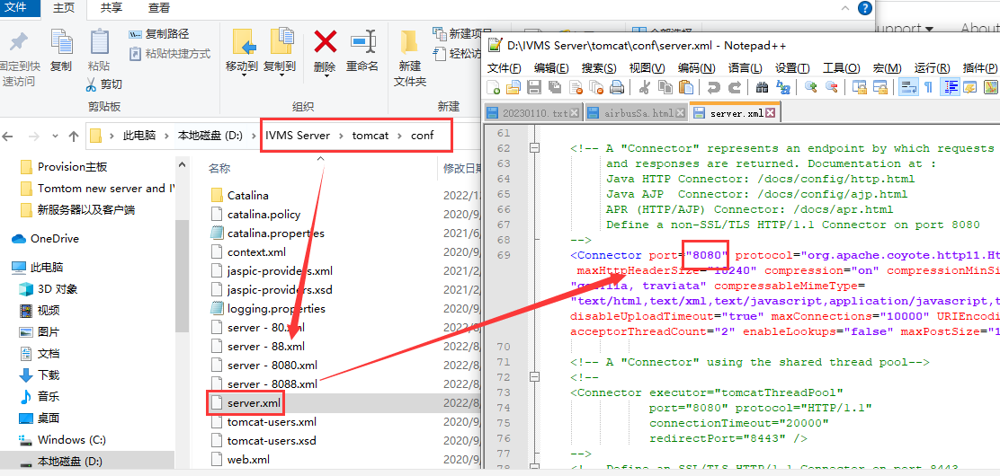 文件 主页 共享 查看
固定到快
速访问
复制
粘贴
复制路径
粘贴快捷方式
剪切
剪贴板
移动到 复制到 删除 重命名
组织
新建
文件夹
新建项目
轻松访
新建
此电脑 本地磁盘 (D:) IVMS Server tomcat conf
Provision主板
Tomtom new server and IV
新服务器以及客户端
OneDrive
此电脑
3D 对象
视频
图片
文档
下载
音乐
桌面
Windows (C:)
本地磁盘 (D:)
名称 修改日期
Catalina 2022/1
catalina.policy 2020/9/
catalina.properties 2021/6/
context.xml 2020/9/
jaspic-providers.xml 2021/2/
jaspic-providers.xsd 2021/2/
logging.properties 2020/9/
server - 80.xml 2022/8/
server - 88.xml 2022/8/
server - 8080.xml 2022/8/
server - 8088.xml 2022/8/
server.xml 2022/8/
tomcat-users.xml 2020/9/
tomcat-users.xsd 2020/9/
web.xml 2020/9/
upport About
D:\IVMS Server\tomcat\conf\server.xml - Notepad++
文件(F) 编辑(E) 搜索(S) 视图(V) 编码(N) 语言(L) 设置(T) 工具(O) 宏(M) 运行(R) 插件(P)
20230110.txt airbusSa.html server.xml
61
62 <!-- A "Connector" represents an endpoint by which requests
63 and responses are returned. Documentation at :
64 Java HTTP Connector: /docs/config/http.html
65 Java AJP  Connector: /docs/config/ajp.html
66 APR (HTTP/AJP) Connector: /docs/apr.html
67 Define a non-SSL/TLS HTTP/1.1 Connector on port 8080
68 -->
69 <Connector port="8080" protocol="org.apache.coyote.http11.Ht
maxHttpHeaderSize="10240" compression="on" compressionMinSi
"gozilla, traviata" compressableMimeType=
"text/html,text/xml,text/javascript,application/javascript,t
disableUploadTimeout="true" maxConnections="10000" URIEncodi
acceptorThreadCount="2" enableLookups="false" maxPostSize="1
70
71 <!-- A "Connector" using the shared thread pool-->
72 <!--
73 <Connector executor="tomcatThreadPool"
74 port="8080" protocol="HTTP/1.1"
75 connectionTimeout="20000"
76 redirectPort="8443" />
77 -->
78 <!-- Define an SSL/TLS HTTP/1.1 Connector on port 8443